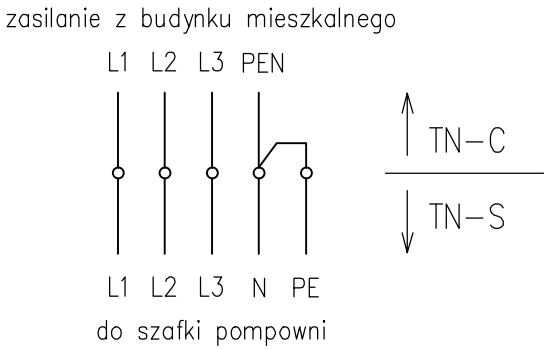 zasilanie z budynku mieszkalnego
L1 L2 L3 PEN
TN-C
TN-S
L1 L2 L3 N PE
do szafki pompowni